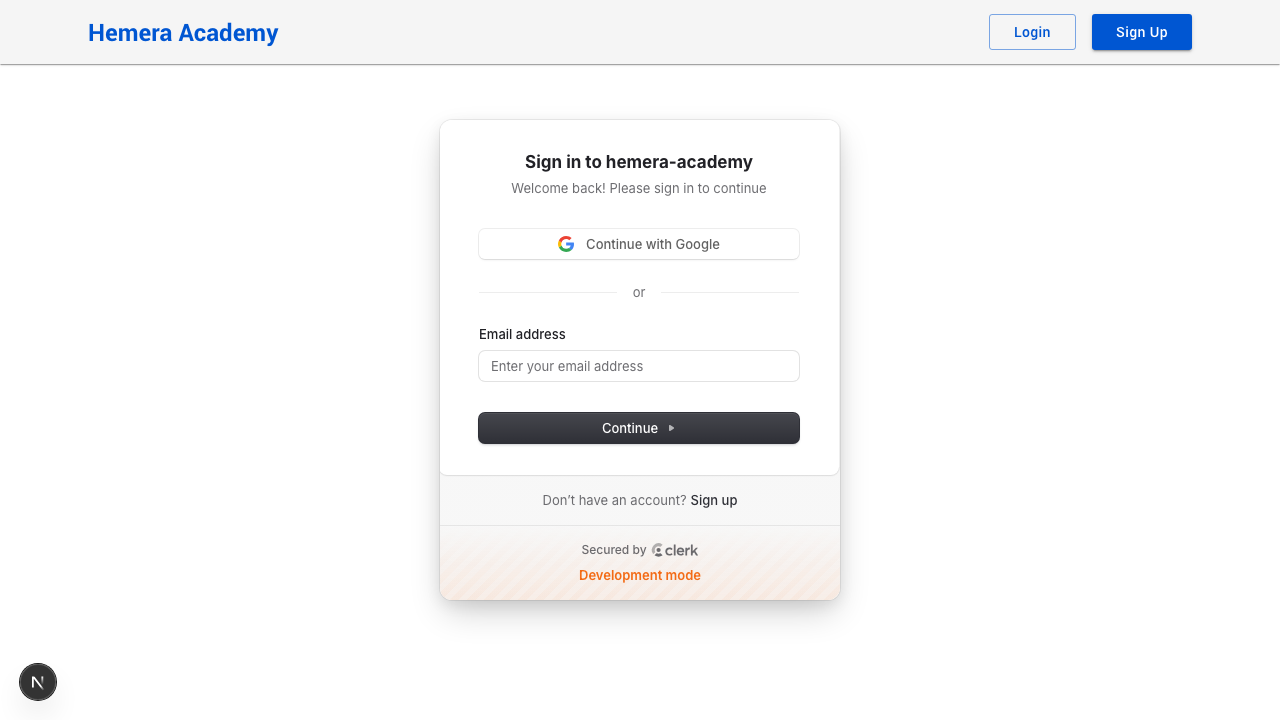 Hemera Academy
Login
Sign Up
Sign in to hemera-academy
Welcome back! Please sign in to continue
Continue with Google
or
Email address
Enter your email address
Continue
Don’t have an account? Sign up
Secured by clerk
Development mode
N